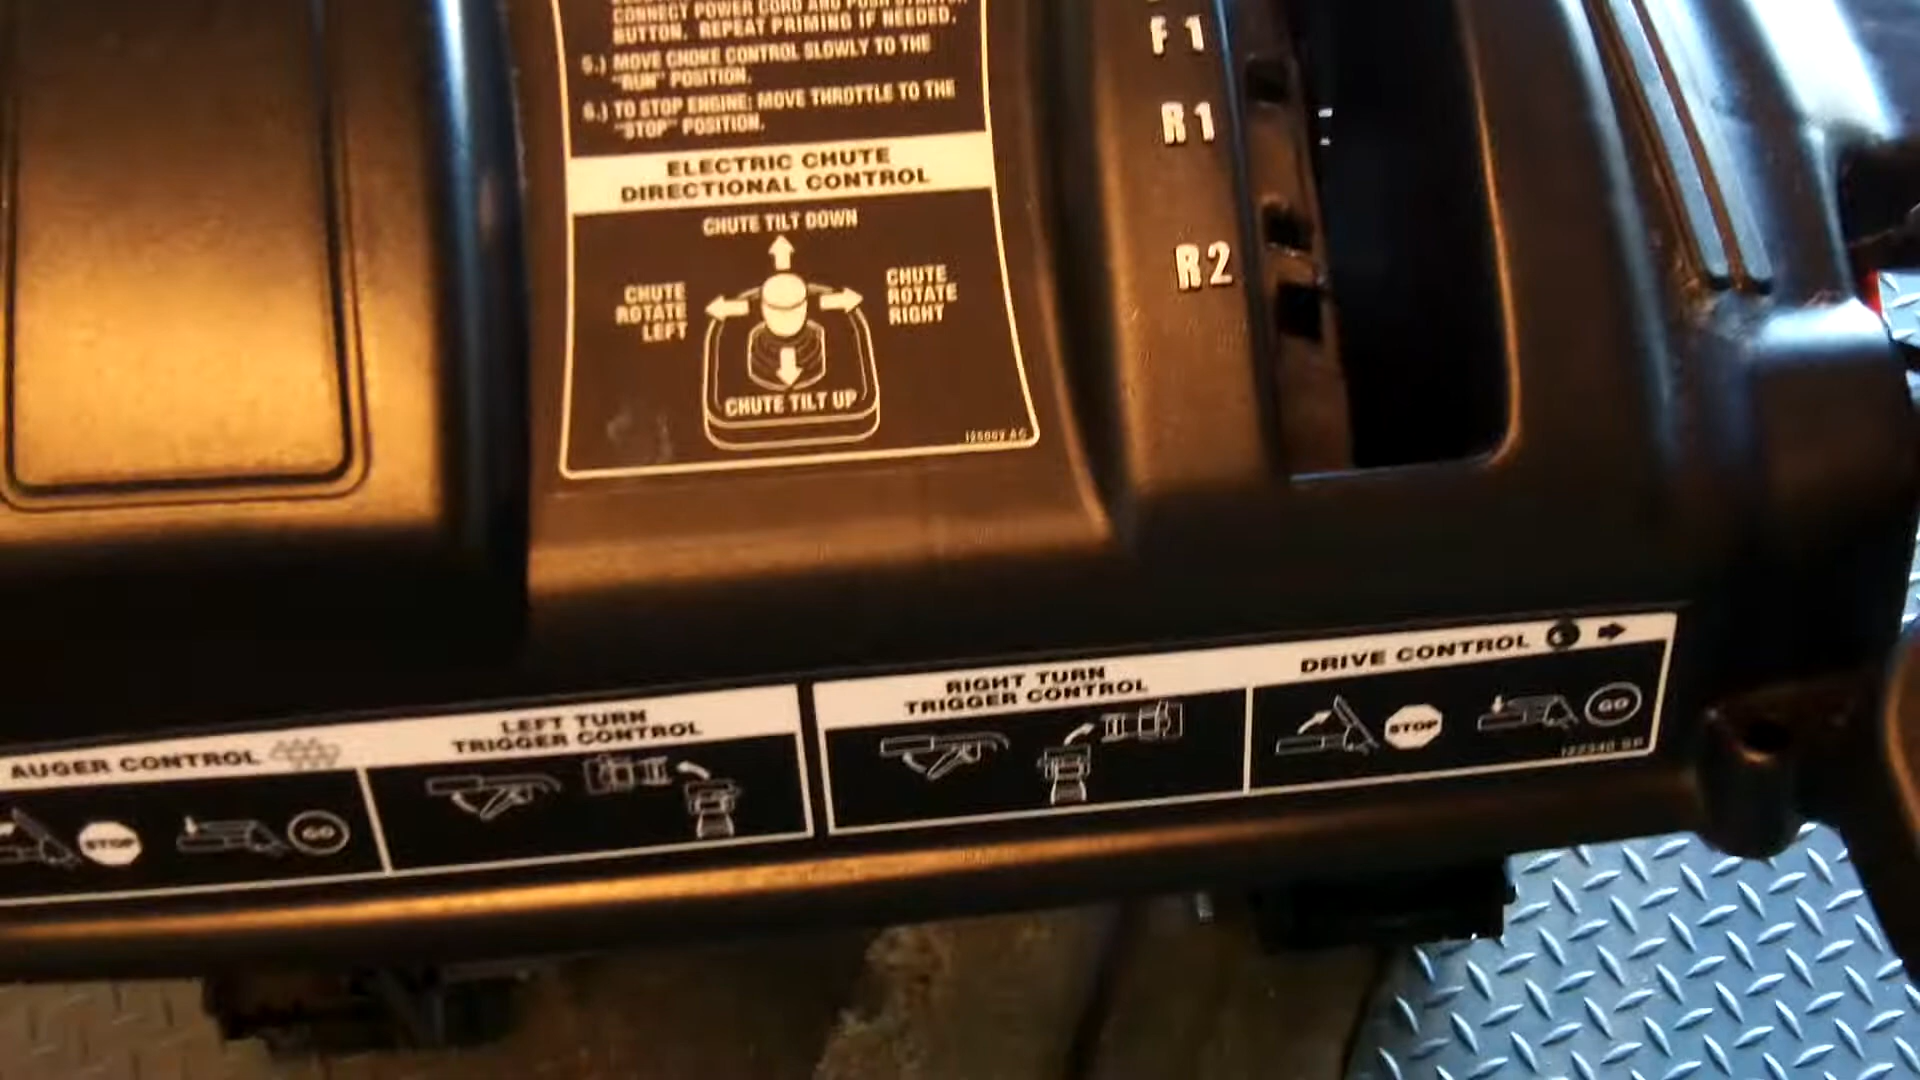 CONNECT POWER CORD AND PUSH STARTER
BUTTON. REPEAT PRIMING IF NEEDED.
5.) MOVE CHOKE CONTROL SLOWLY TO THE
"RUN" POSITION.
6.) TO STOP ENGINE: MOVE THROTTLE TO THE
"STOP" POSITION.
ELECTRIC CHUTE
DIRECTIONAL CONTROL
CHUTE TILT DOWN
CHUTE
ROTATE
LEFT
CHUTE
ROTATE
RIGHT
CHUTE TILT UP
F 1
R 1
R 2
AUGER CONTROL
STOP
GO
LEFT TURN
TRIGGER CONTROL
RIGHT TURN
TRIGGER CONTROL
DRIVE CONTROL
STOP
GO